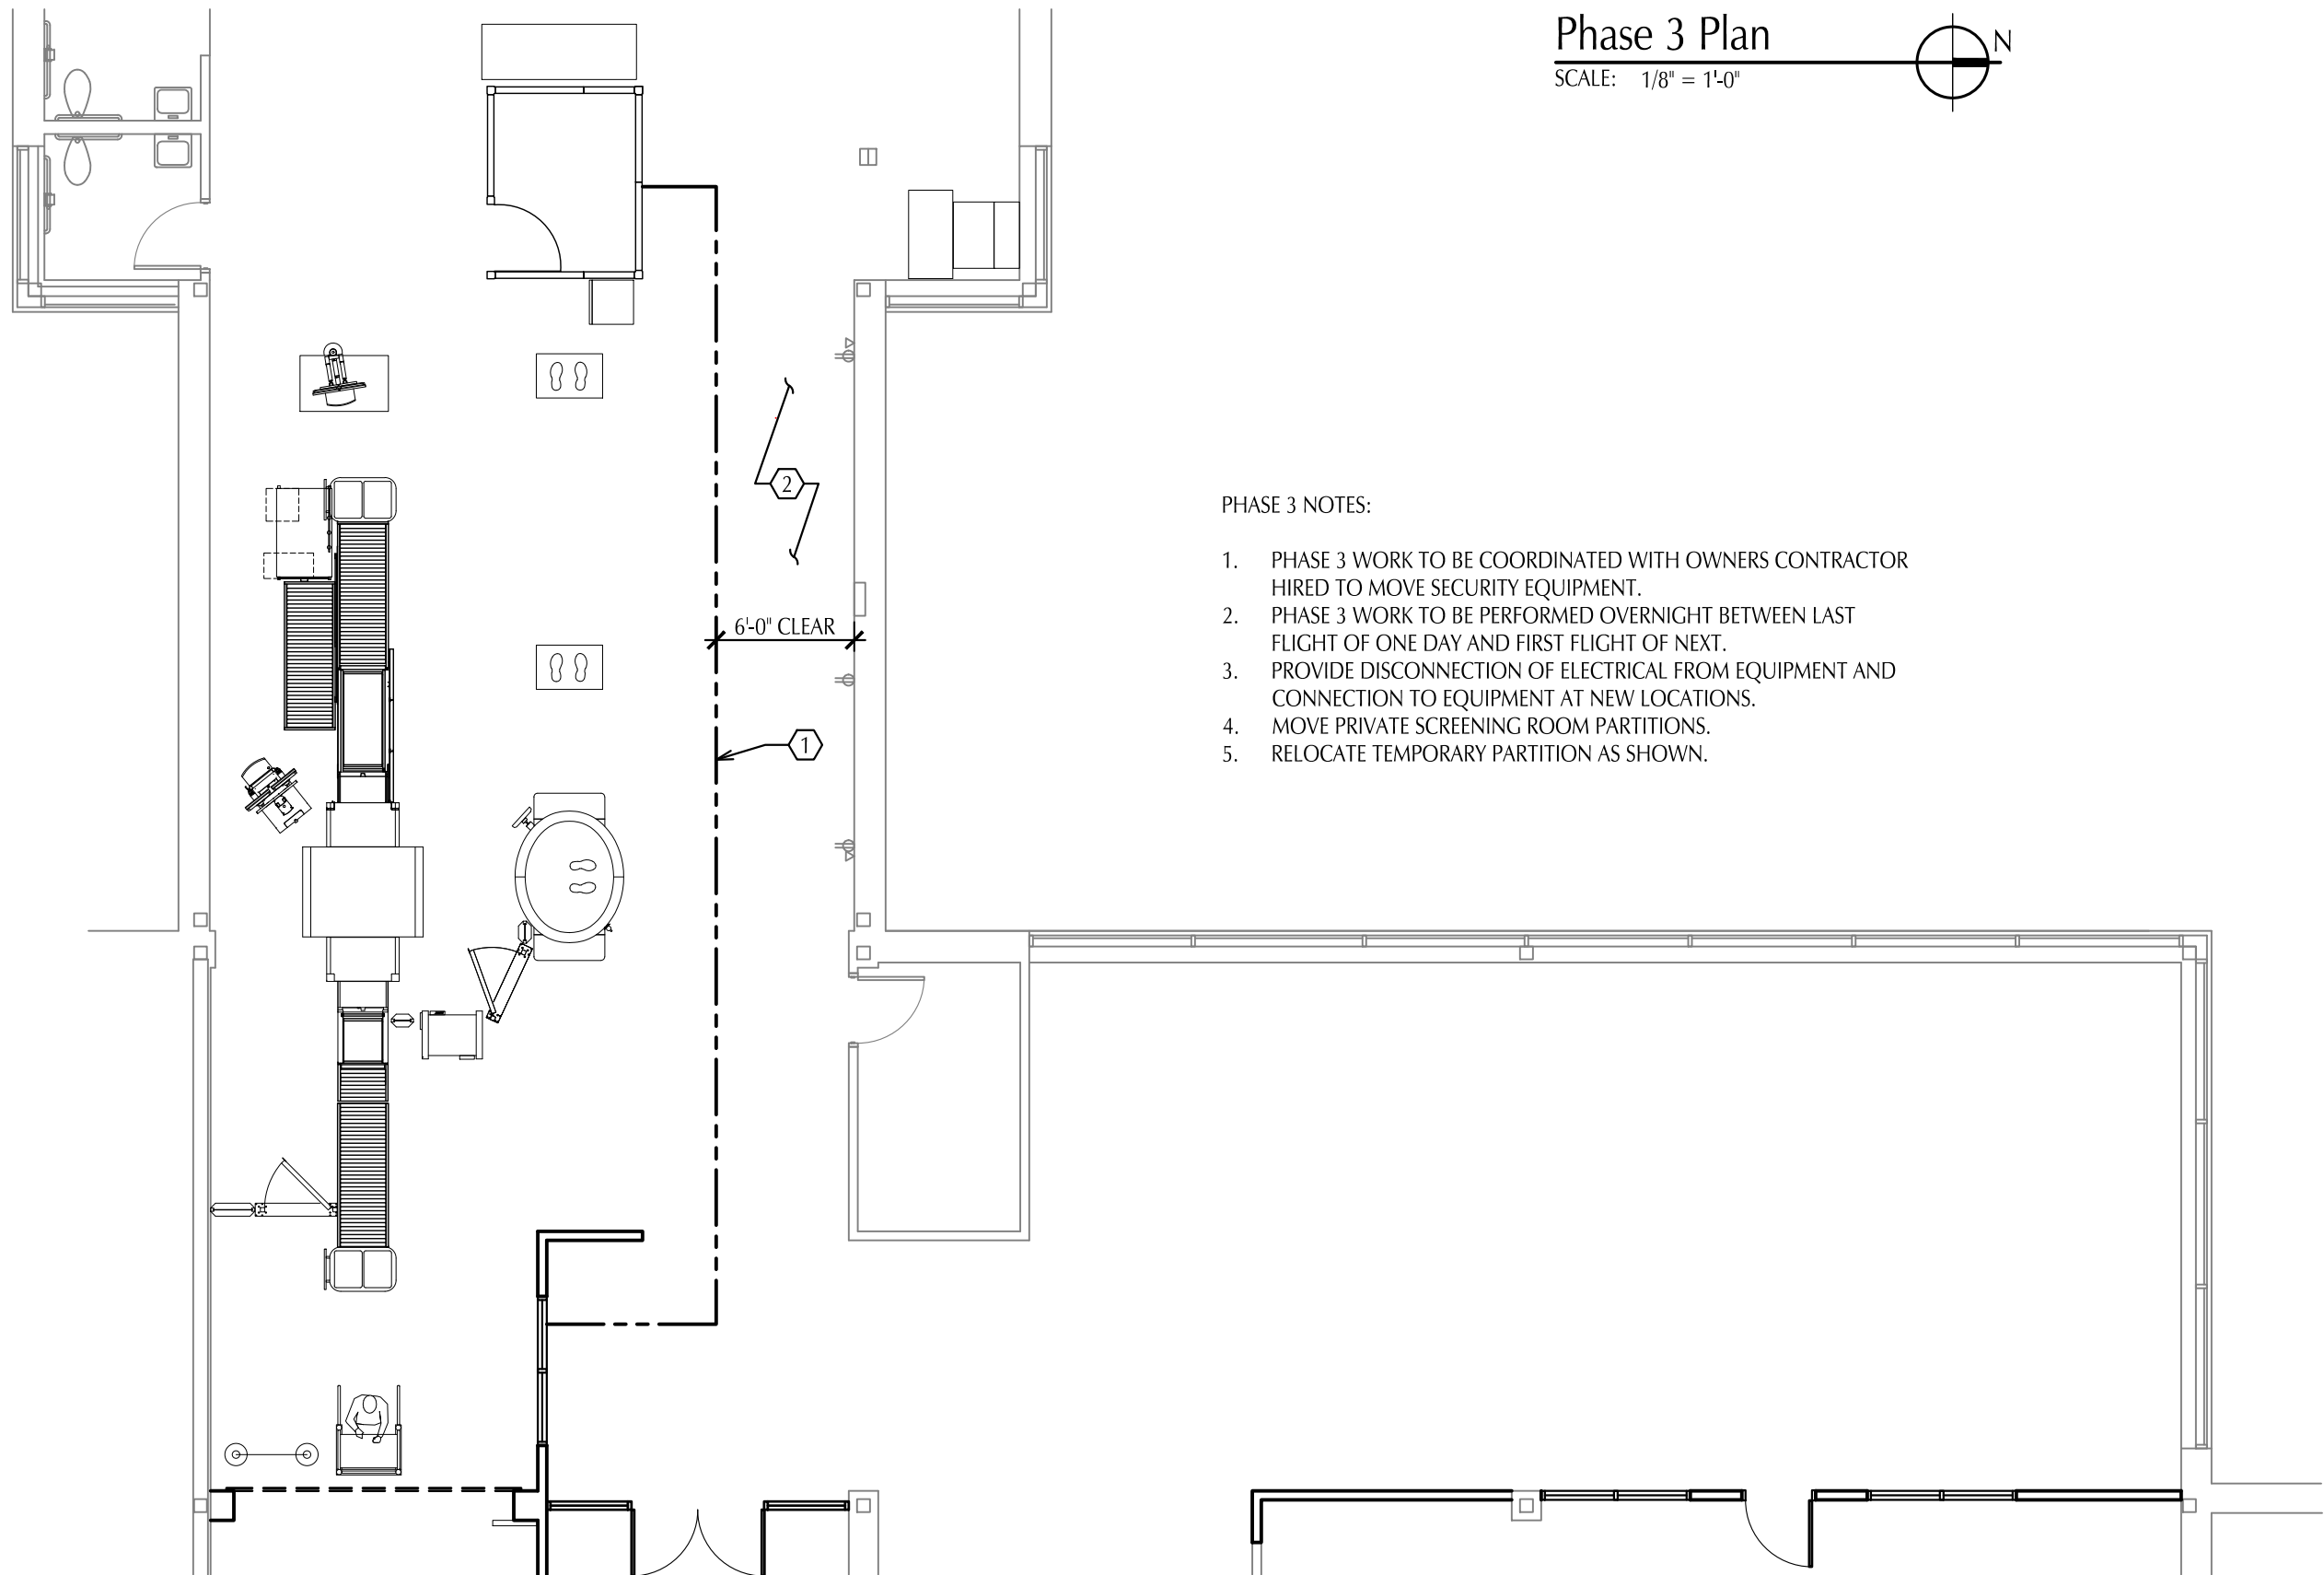 Phase 3 Plan
N
SCALE: 1/8" = 1'-0"
2
PHASE 3 NOTES:
1. PHASE 3 WORK TO BE COORDINATED WITH OWNERS CONTRACTOR
HIRED TO MOVE SECURITY EQUIPMENT.
2. PHASE 3 WORK TO BE PERFORMED OVERNIGHT BETWEEN LAST
FLIGHT OF ONE DAY AND FIRST FLIGHT OF NEXT.
3. PROVIDE DISCONNECTION OF ELECTRICAL FROM EQUIPMENT AND
CONNECTION TO EQUIPMENT AT NEW LOCATIONS.
4. MOVE PRIVATE SCREENING ROOM PARTITIONS.
5. RELOCATE TEMPORARY PARTITION AS SHOWN.
6'-0" CLEAR
1